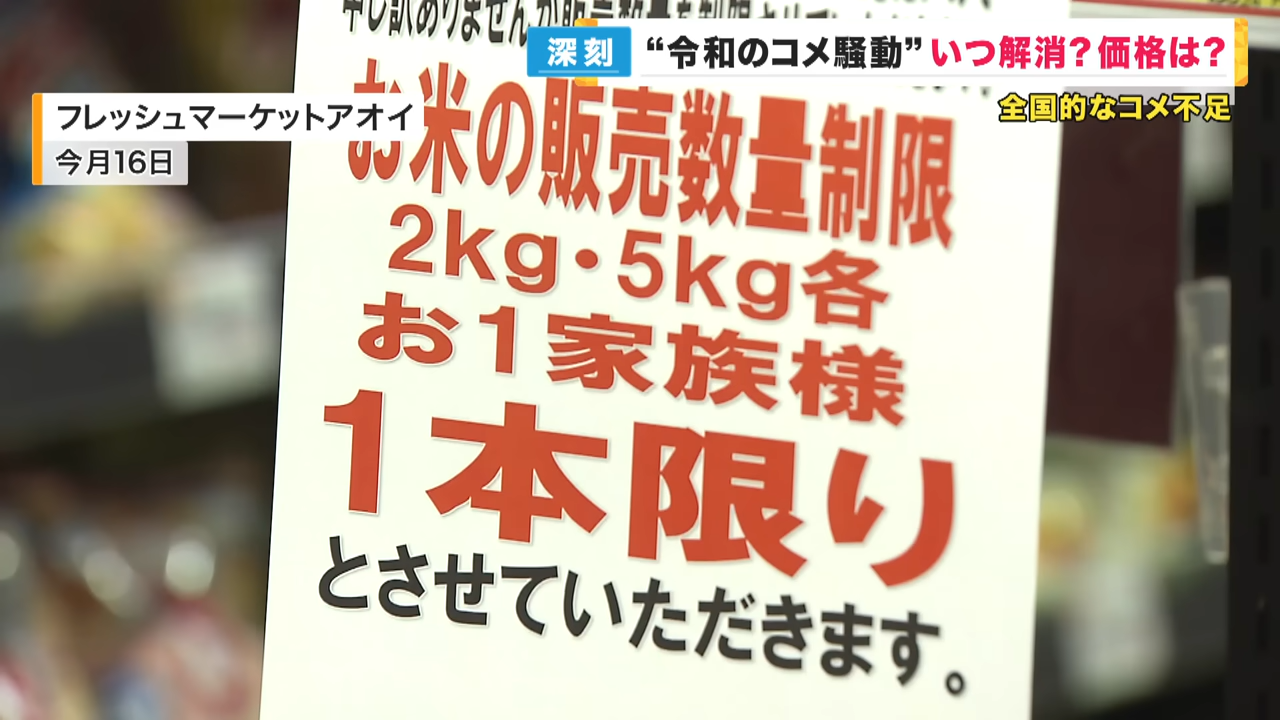 深刻
“令和のコメ騒動”いつ解消?価格は?
全国的なコメ不足
フレッシュマーケットアオイ
今月16日
お米の販売数量制限
2kg・5kg各
お1家族様
1本限り
とさせていただきます。